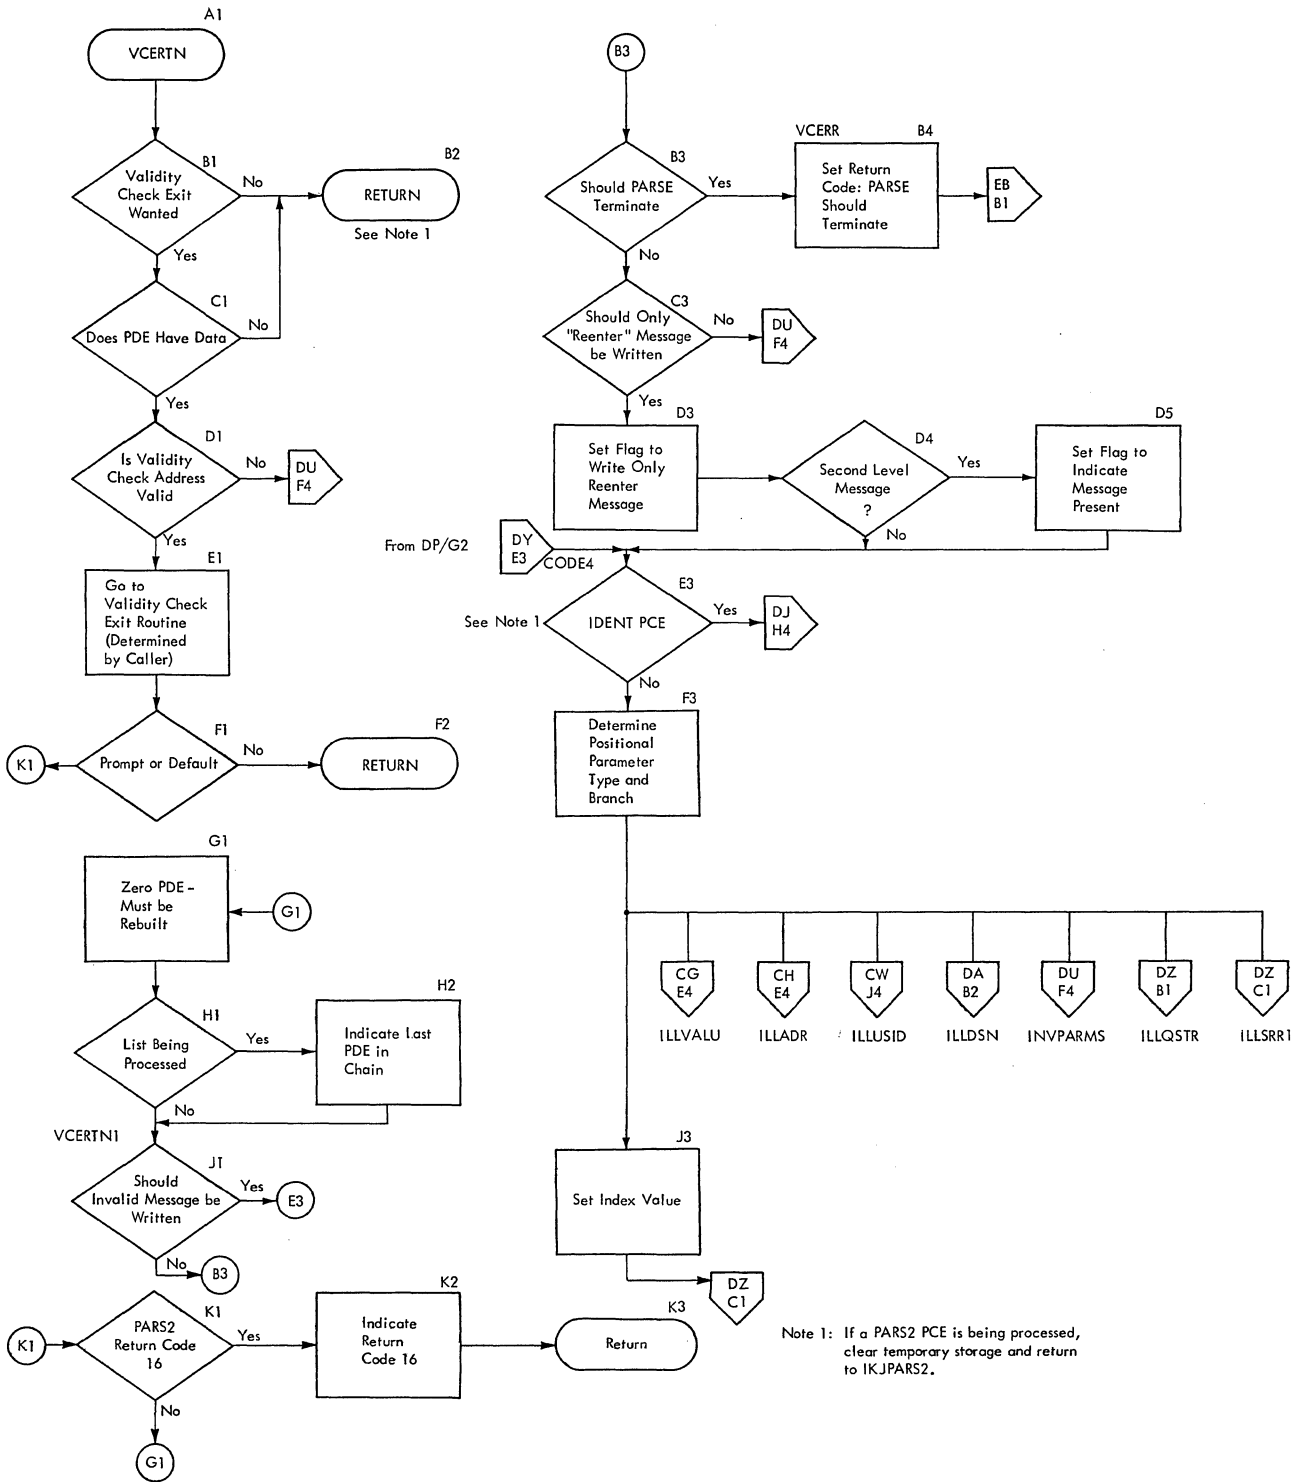 A1
VCERTN
B1
Validity
Check Exit
Wanted
No
Yes
B2
RETURN
See Note 1
C1
Does PDE Have Data
No
Yes
D1
Is Validity
Check Address
Valid
No
DU
F4
Yes
E1
Go to
Validity Check
Exit Routine
(Determined
by Caller)
F1
Prompt or Default
K1
No
F2
RETURN
G1
Zero PDE -
Must be
Rebuilt
G1
H1
List Being
Processed
Yes
No
H2
Indicate Last
PDE in
Chain
VCERTN1
J1
Should
Invalid Message be
Written
Yes
E3
No
B3
K1
K1
PARS2
Return Code
16
Yes
No
G1
K2
Indicate
Return
Code 16
K3
Return
B3
B3
Should PARSE
Terminate
Yes
No
VCERR
B4
Set Return
Code: PARSE
Should
Terminate
EB
B1
C3
Should Only
"Reenter" Message
be Written
No
DU
F4
Yes
D3
Set Flag to
Write Only
Reenter
Message
D4
Second Level
Message
?
Yes
No
D5
Set Flag to
Indicate
Message
Present
From DP/G2
DY
E3
CODE4
E3
See Note 1
IDENT PCE
Yes
DJ
H4
No
F3
Determine
Positional
Parameter
Type and
Branch
CG
E4
ILLVALU
CH
E4
ILLADR
CW
J4
ILLUSID
DA
B2
ILLDSN
DU
F4
INVPARMS
DZ
B1
ILLQSTR
DZ
C1
ILLSRR1
J3
Set Index Value
DZ
C1
Note 1: If a PARS2 PCE is being processed,
clear temporary storage and return
to IKJPARS2.